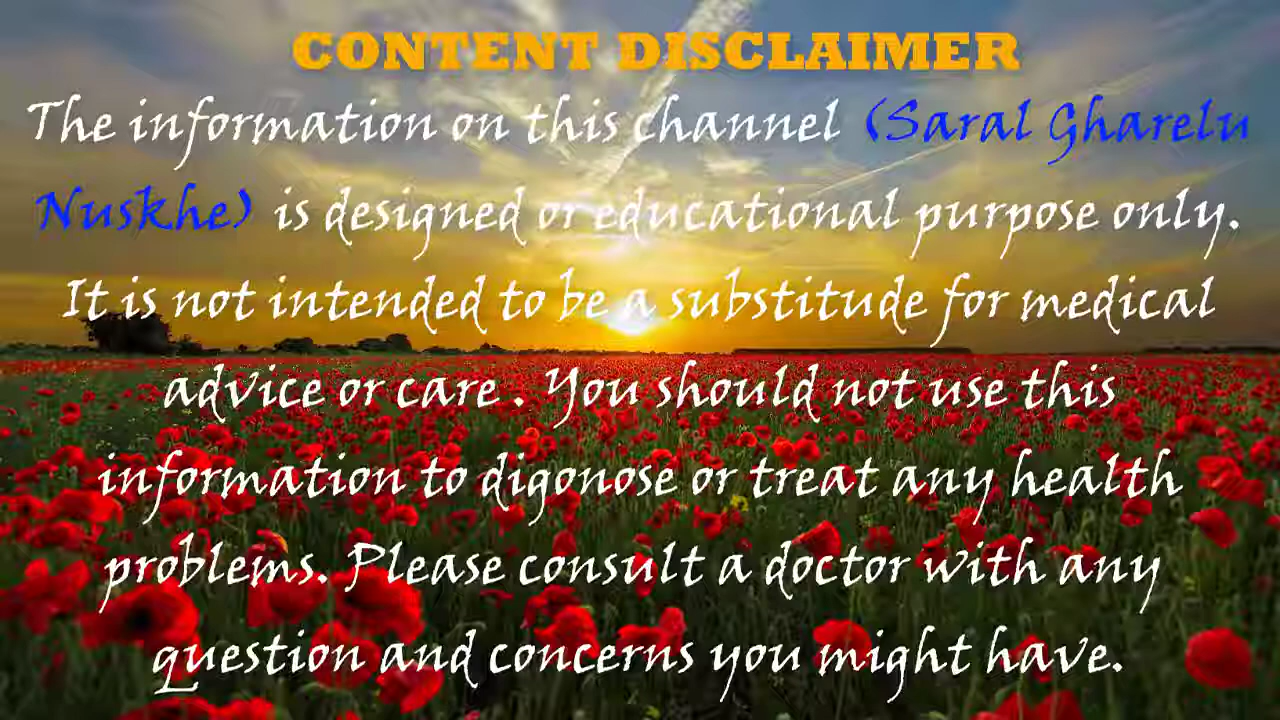 CONTENT DISCLAIMER
The information on this channel (Saral Gharelu
Nuskhe) is designed or educational purpose only.
It is not intended to be a substitute for medical
advice or care . You should not use this
information to digonose or treat any health
problems. Please consult a doctor with any
question and concerns you might have.